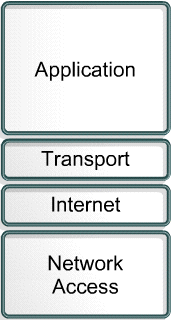 Application
Transport
Internet
Network
Access